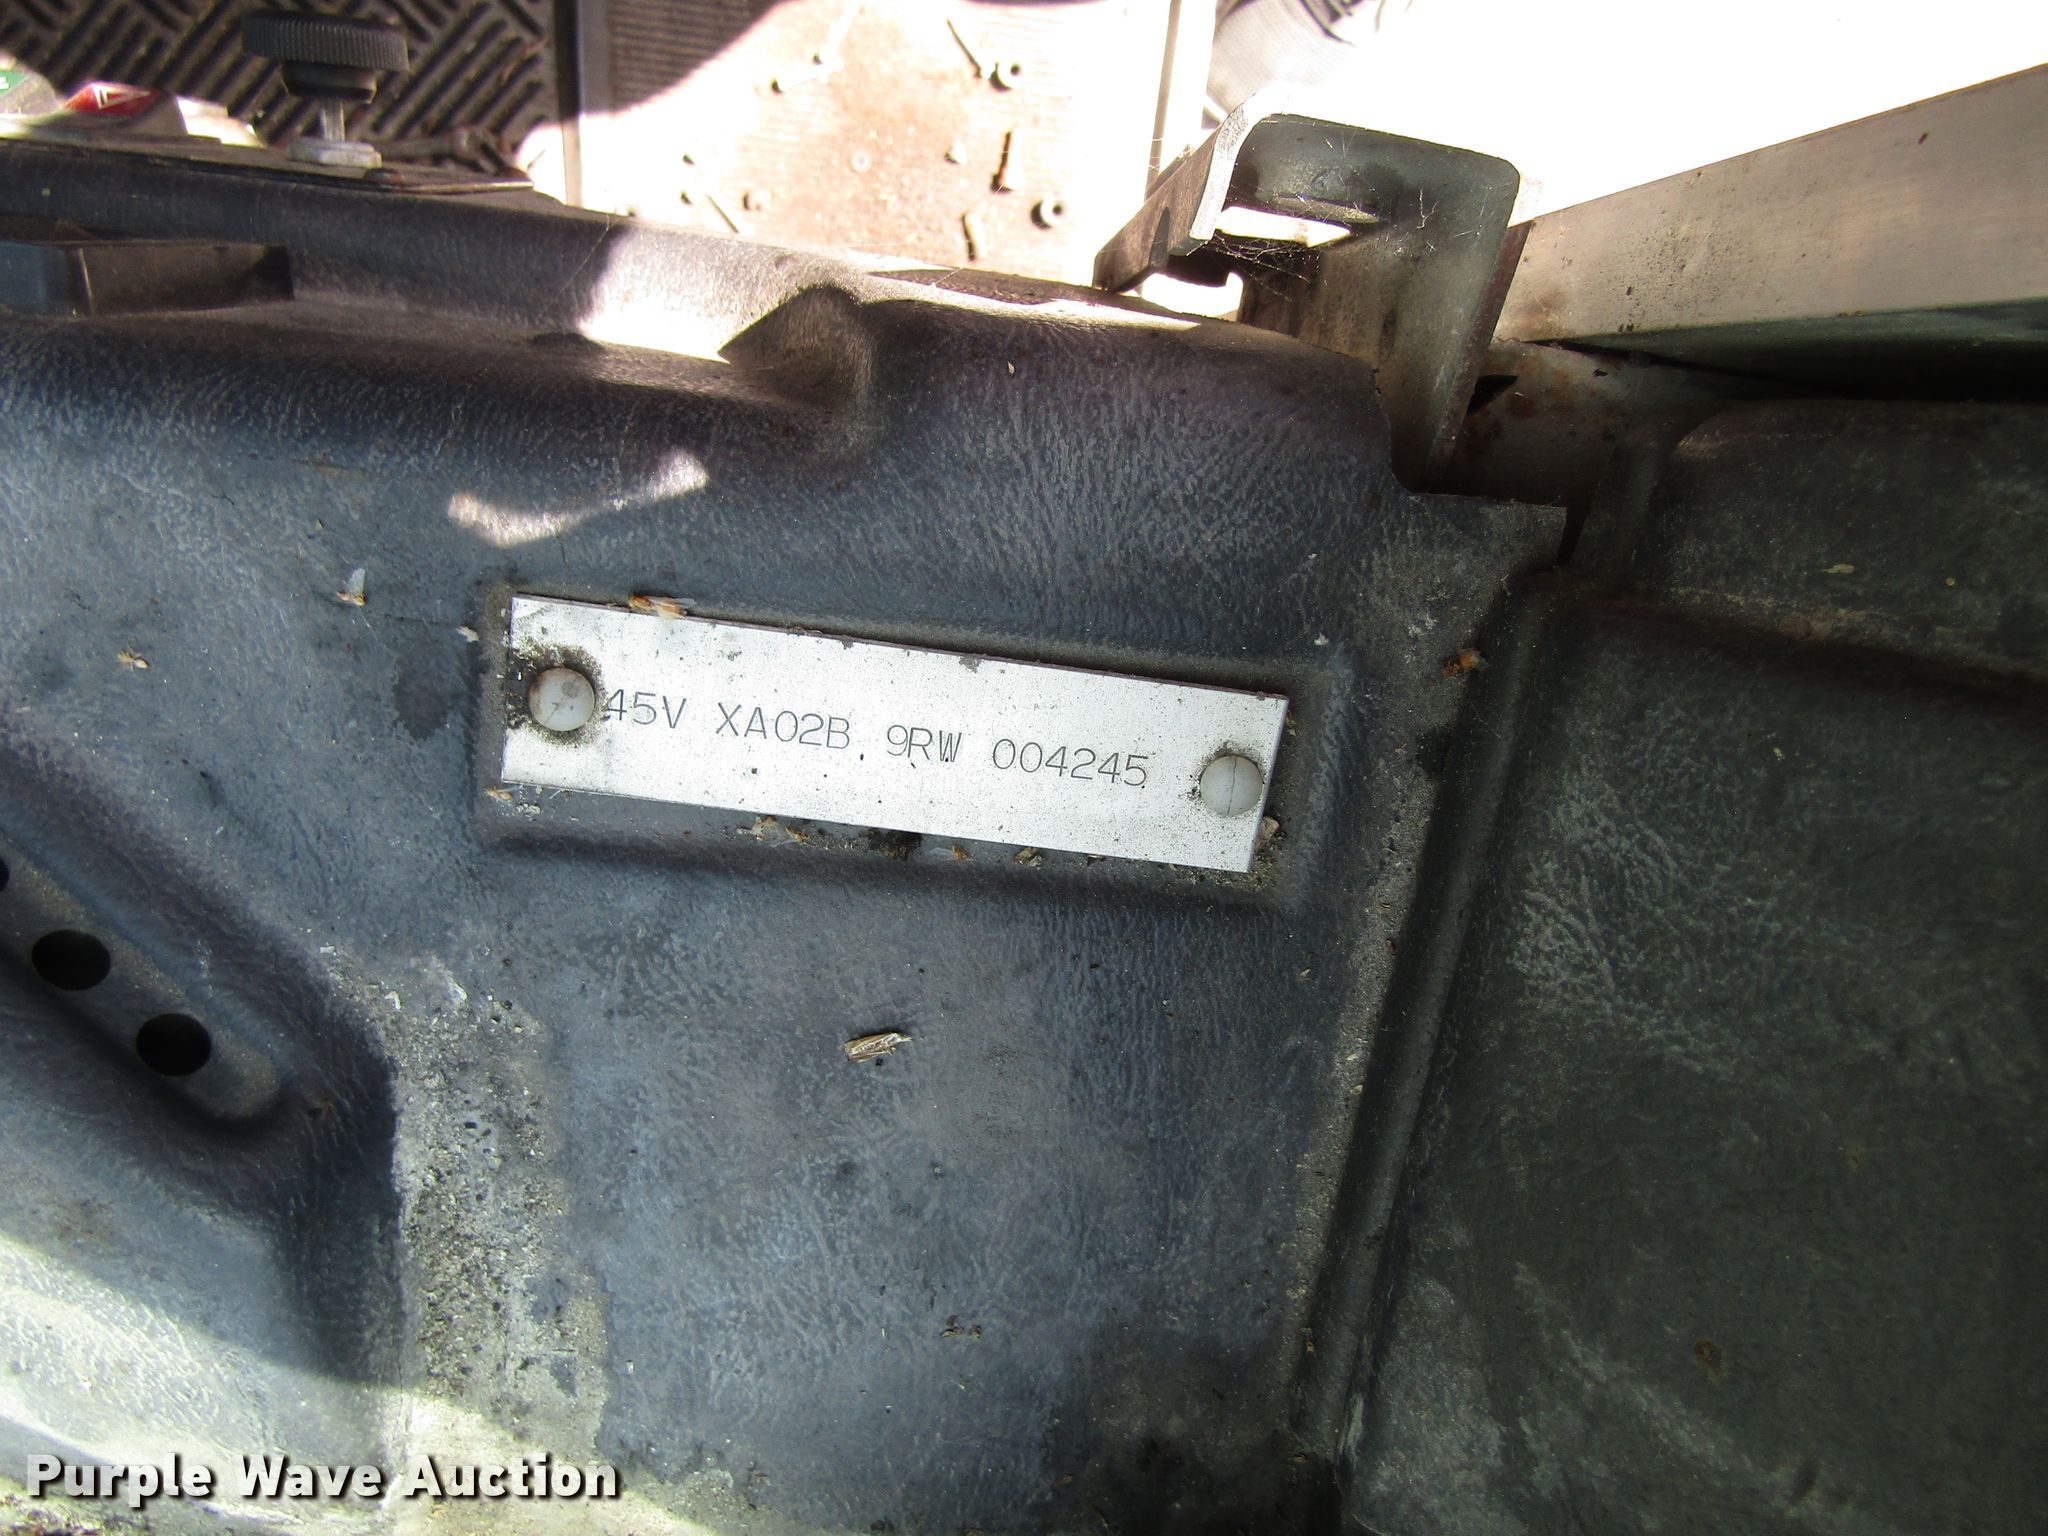 45V XA02B 9RW 004245
Purple Wave Auction